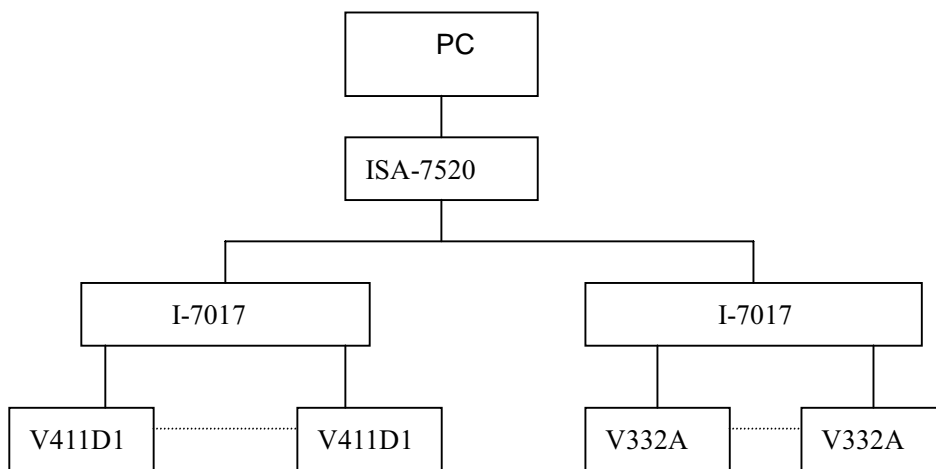 PC
ISA-7520
I-7017 I-7017
V411D1 V411D1 V332A V332A